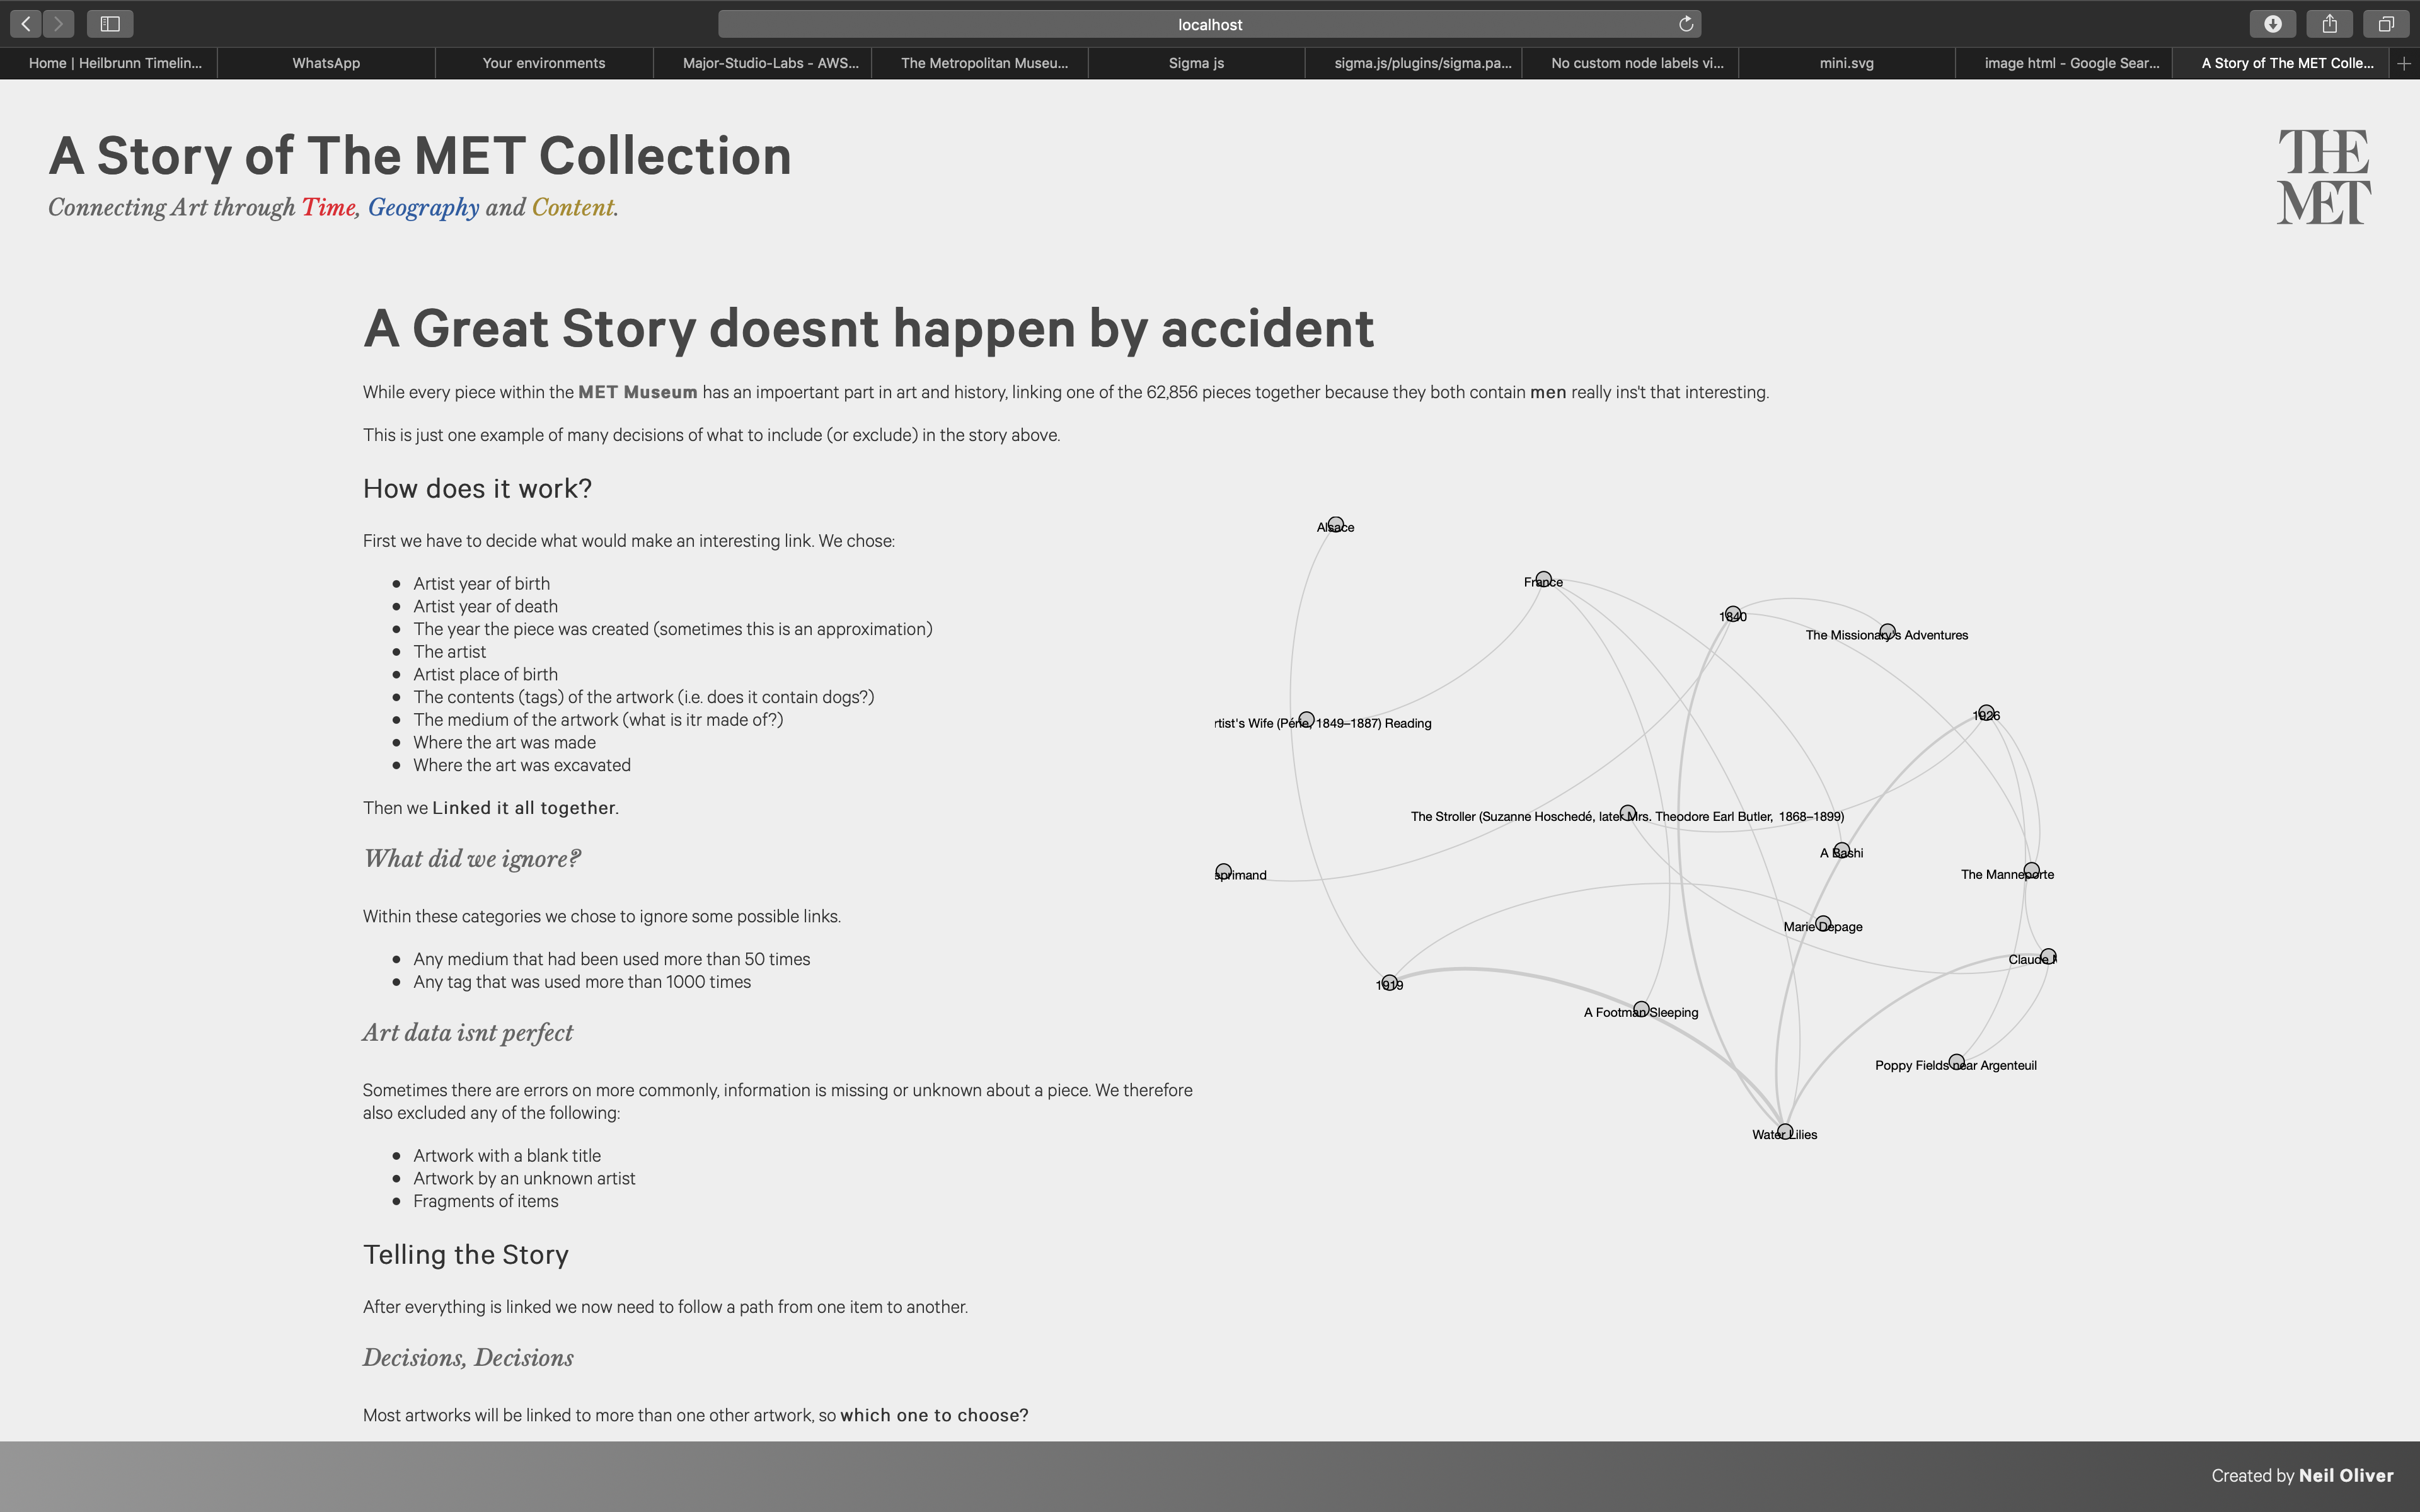 localhost
Home | Heilbrunn Timelin...
WhatsApp
Your environments
Major-Studio-Labs - AWS...
The Metropolitan Museu...
Sigma js
sigma.js/plugins/sigma.pa...
No custom node labels vi...
mini.svg
image html - Google Sear...
A Story of The MET Colle...
A Story of The MET Collection
Connecting Art through Time, Geography and Content.
THE
MET
A Great Story doesnt happen by accident
While every piece within the MET Museum has an impoertant part in art and history, linking one of the 62,856 pieces together because they both contain men really ins't that interesting.
This is just one example of many decisions of what to include (or exclude) in the story above.
How does it work?
First we have to decide what would make an interesting link. We chose:
Artist year of birth
Artist year of death
The year the piece was created (sometimes this is an approximation)
The artist
Artist place of birth
The contents (tags) of the artwork (i.e. does it contain dogs?)
The medium of the artwork (what is itr made of?)
Where the art was made
Where the art was excavated
Then we Linked it all together.
What did we ignore?
Within these categories we chose to ignore some possible links.
Any medium that had been used more than 50 times
Any tag that was used more than 1000 times
Art data isnt perfect
Sometimes there are errors on more commonly, information is missing or unknown about a piece. We therefore
also excluded any of the following:
Artwork with a blank title
Artwork by an unknown artist
Fragments of items
Telling the Story
After everything is linked we now need to follow a path from one item to another.
Decisions, Decisions
Most artworks will be linked to more than one other artwork, so which one to choose?
Alsace
France
1840
The Missionary's Adventures
1926
rtist's Wife (Périe, 1849–1887) Reading
The Stroller (Suzanne Hoschedé, later Mrs. Theodore Earl Butler, 1868–1899)
A Bashi
The Manneporte
sprimand
Marie Depage
Claude
1919
A Footman Sleeping
Poppy Fields near Argenteuil
Water Lilies
Created by Neil Oliver